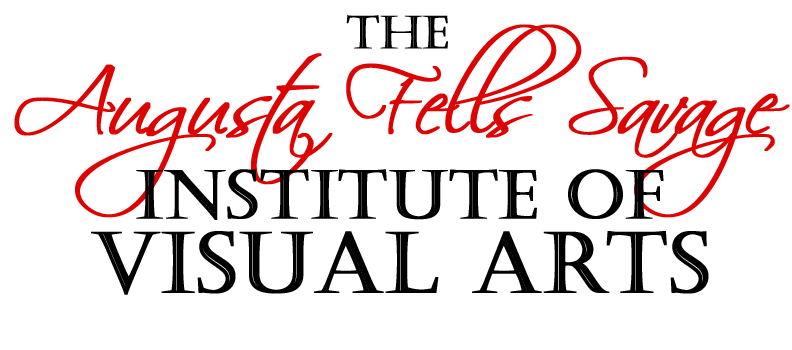 THE
Augusta Fells Savage
INSTITUTE OF
VISUAL ARTS